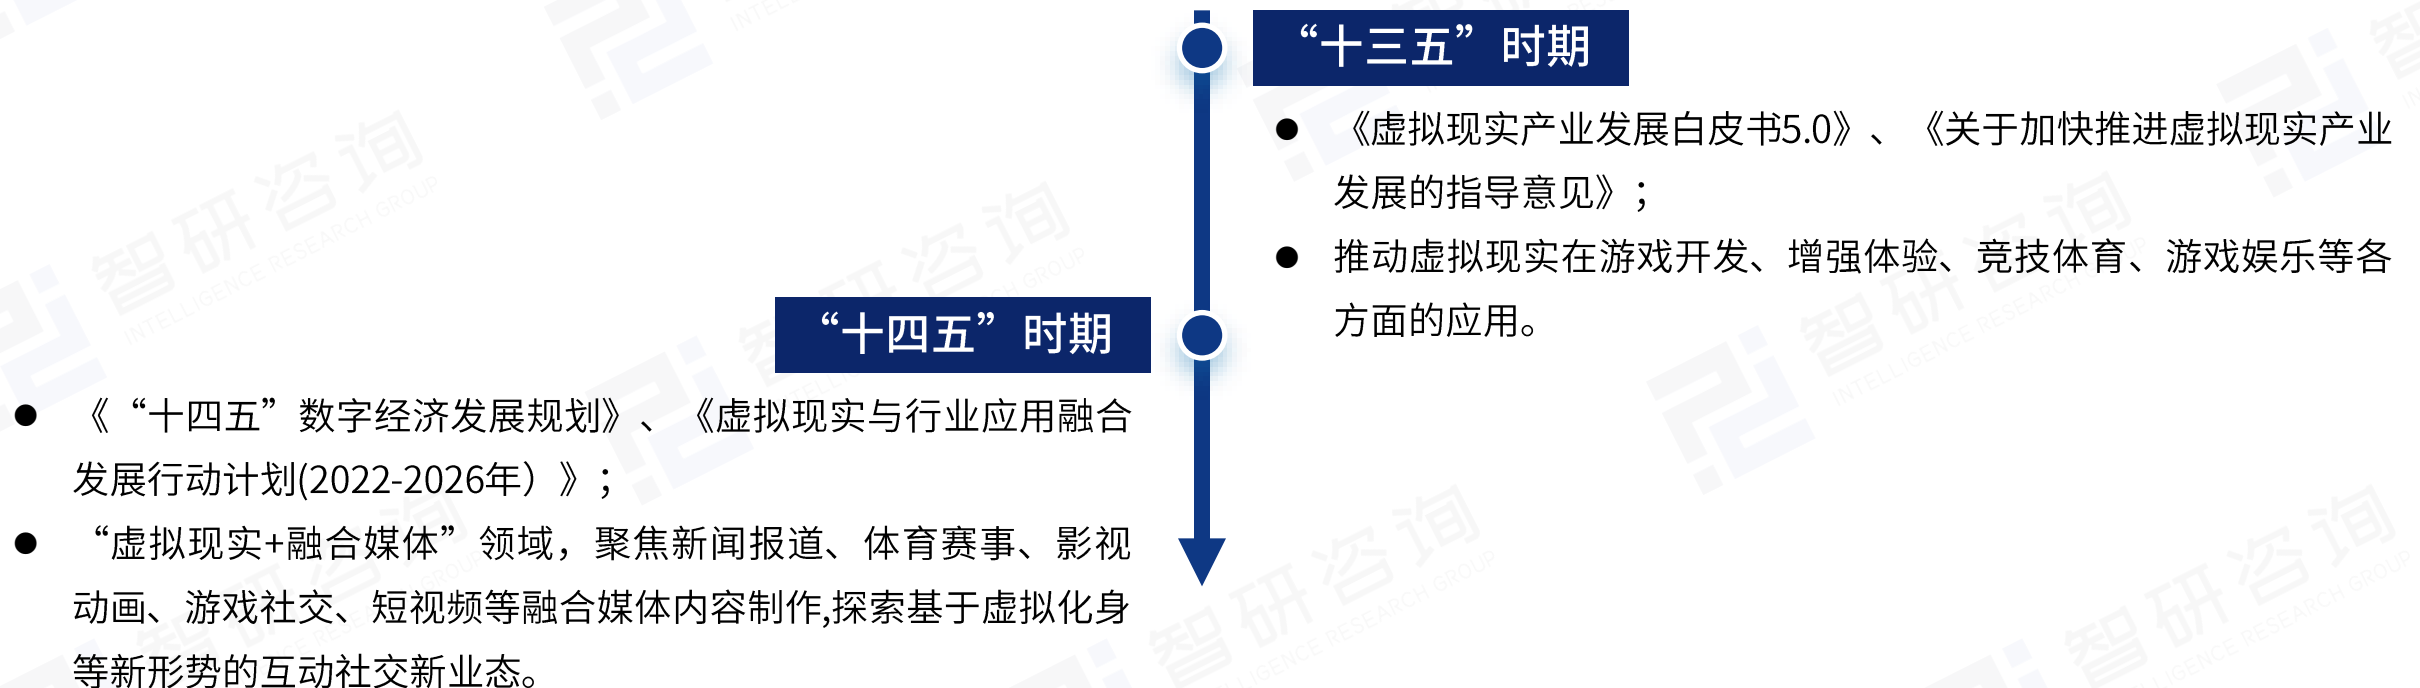 “十三五”时期
《虚拟现实产业发展白皮书5.0》、《关于加快推进虚拟现实产业
发展的指导意见》；
推动虚拟现实在游戏开发、增强体验、竞技体育、游戏娱乐等各
方面的应用。
“十四五”时期
《“十四五”数字经济发展规划》、《虚拟现实与行业应用融合
发展行动计划(2022-2026年）》；
“虚拟现实+融合媒体”领域，聚焦新闻报道、体育赛事、影视
动画、游戏社交、短视频等融合媒体内容制作,探索基于虚拟化身
等新形势的互动社交新业态。
智研咨询
INTELLIGENCE RESEARCH GROUP